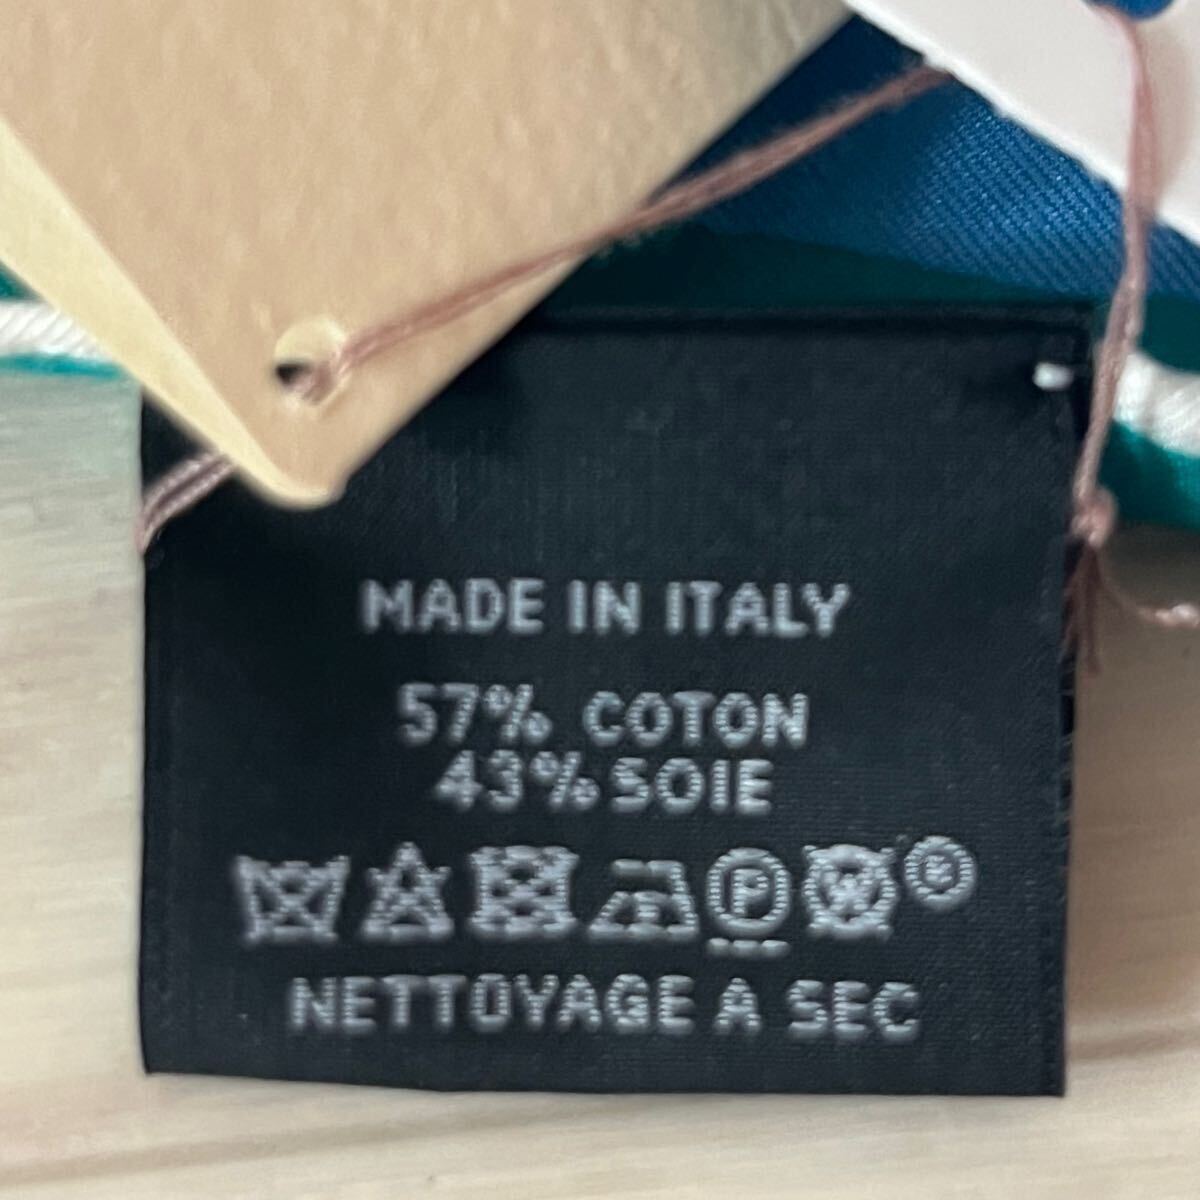 MADE IN ITALY
57% COTON
43% SOIE
P
W
®
NETTOYAGE A SEC